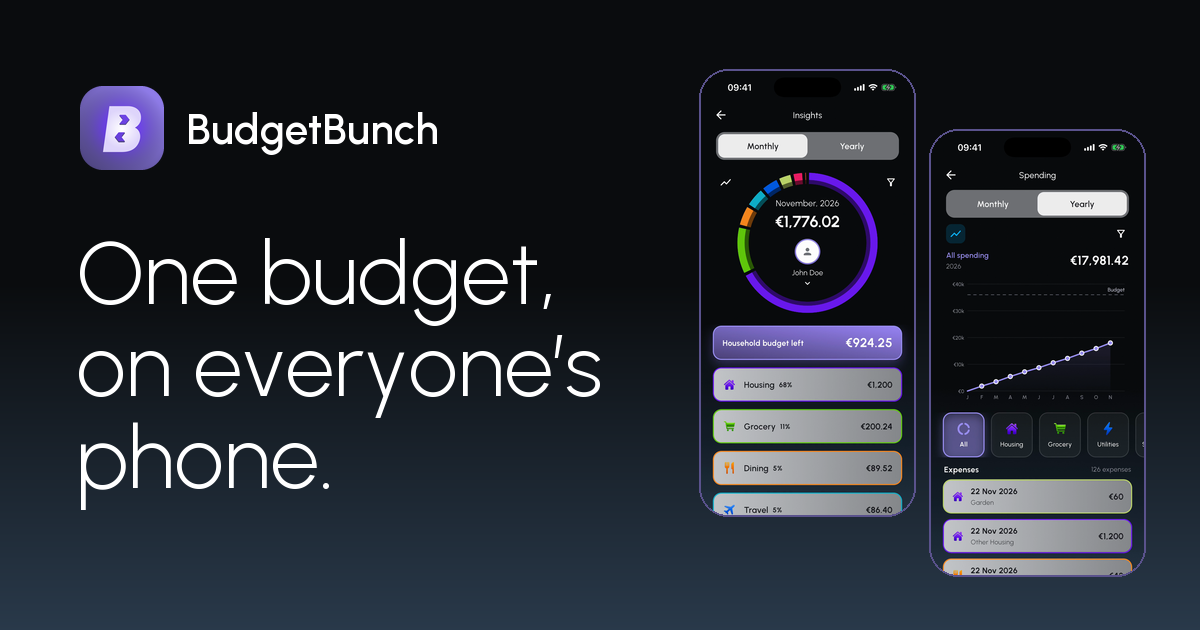 BudgetBunch
One budget,
on everyone's
phone.
09:41
Insights
Monthly Yearly
November, 2026
€1,776.02
John Doe
Household budget left €924.25
Housing 68% €1,200
Grocery 11% €200.24
Dining 5% €89.52
Travel 5% €86.40
09:41
Spending
Monthly Yearly
All spending
2026
€17,981.42
€40k
Budget
€30k
€20k
€10k
€0
J F M A M J J A S O N
All Housing Grocery Utilities
Expenses 126 expenses
22 Nov 2026
Garden
€60
22 Nov 2026
Other Housing
€1,200
22 Nov 2026